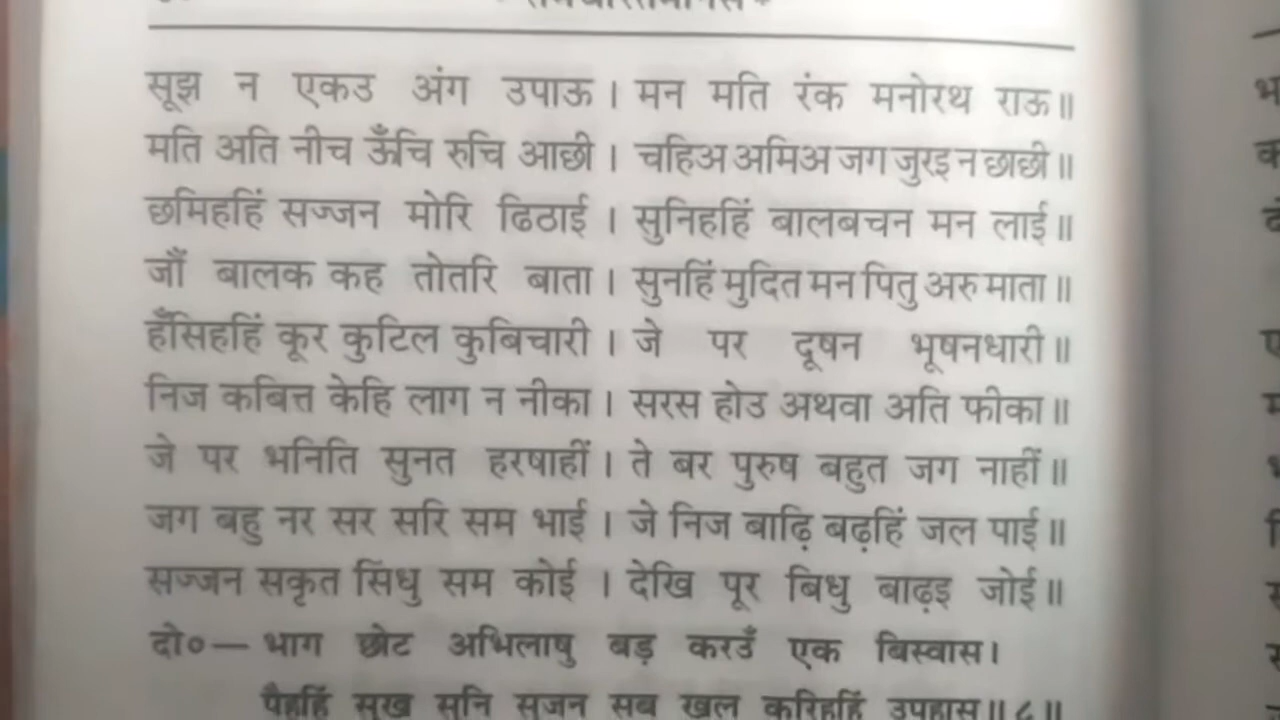 सूझ न एकउ अंग उपाऊ । मन मति रंक मनोरथ राऊ ॥
मति अति नीच ऊँचि रुचि आछी । चहिअ अमिअ जग जुरइ न छाछी ॥
छमिहहिं सज्जन मोरि ढिठाई । सुनिहहिं बालबचन मन लाई ॥
जौं बालक कह तोतरि बाता । सुनहिं मुदित मन पितु अरु माता ॥
हँसिहहिं कूर कुटिल कुबिचारी । जे पर दूषन भूषनधारी ॥
निज कबित्त केहि लाग न नीका । सरस होउ अथवा अति फीका ॥
जे पर भनिति सुनत हरषाहीं । ते बर पुरुष बहुत जग नाहीं ॥
जग बहु नर सर सरि सम भाई । जे निज बाढ़ि बढ़हिं जल पाई ॥
सज्जन सकृत सिंधु सम कोई । देखि पूर बिधु बाढ़इ जोई ॥
दो०— भाग छोट अभिलाषु बड़ करउँ एक बिस्वास ।
पैहहिं सुख सुनि सुजन सब खल करिहहिं उपहास ॥ ८ ॥